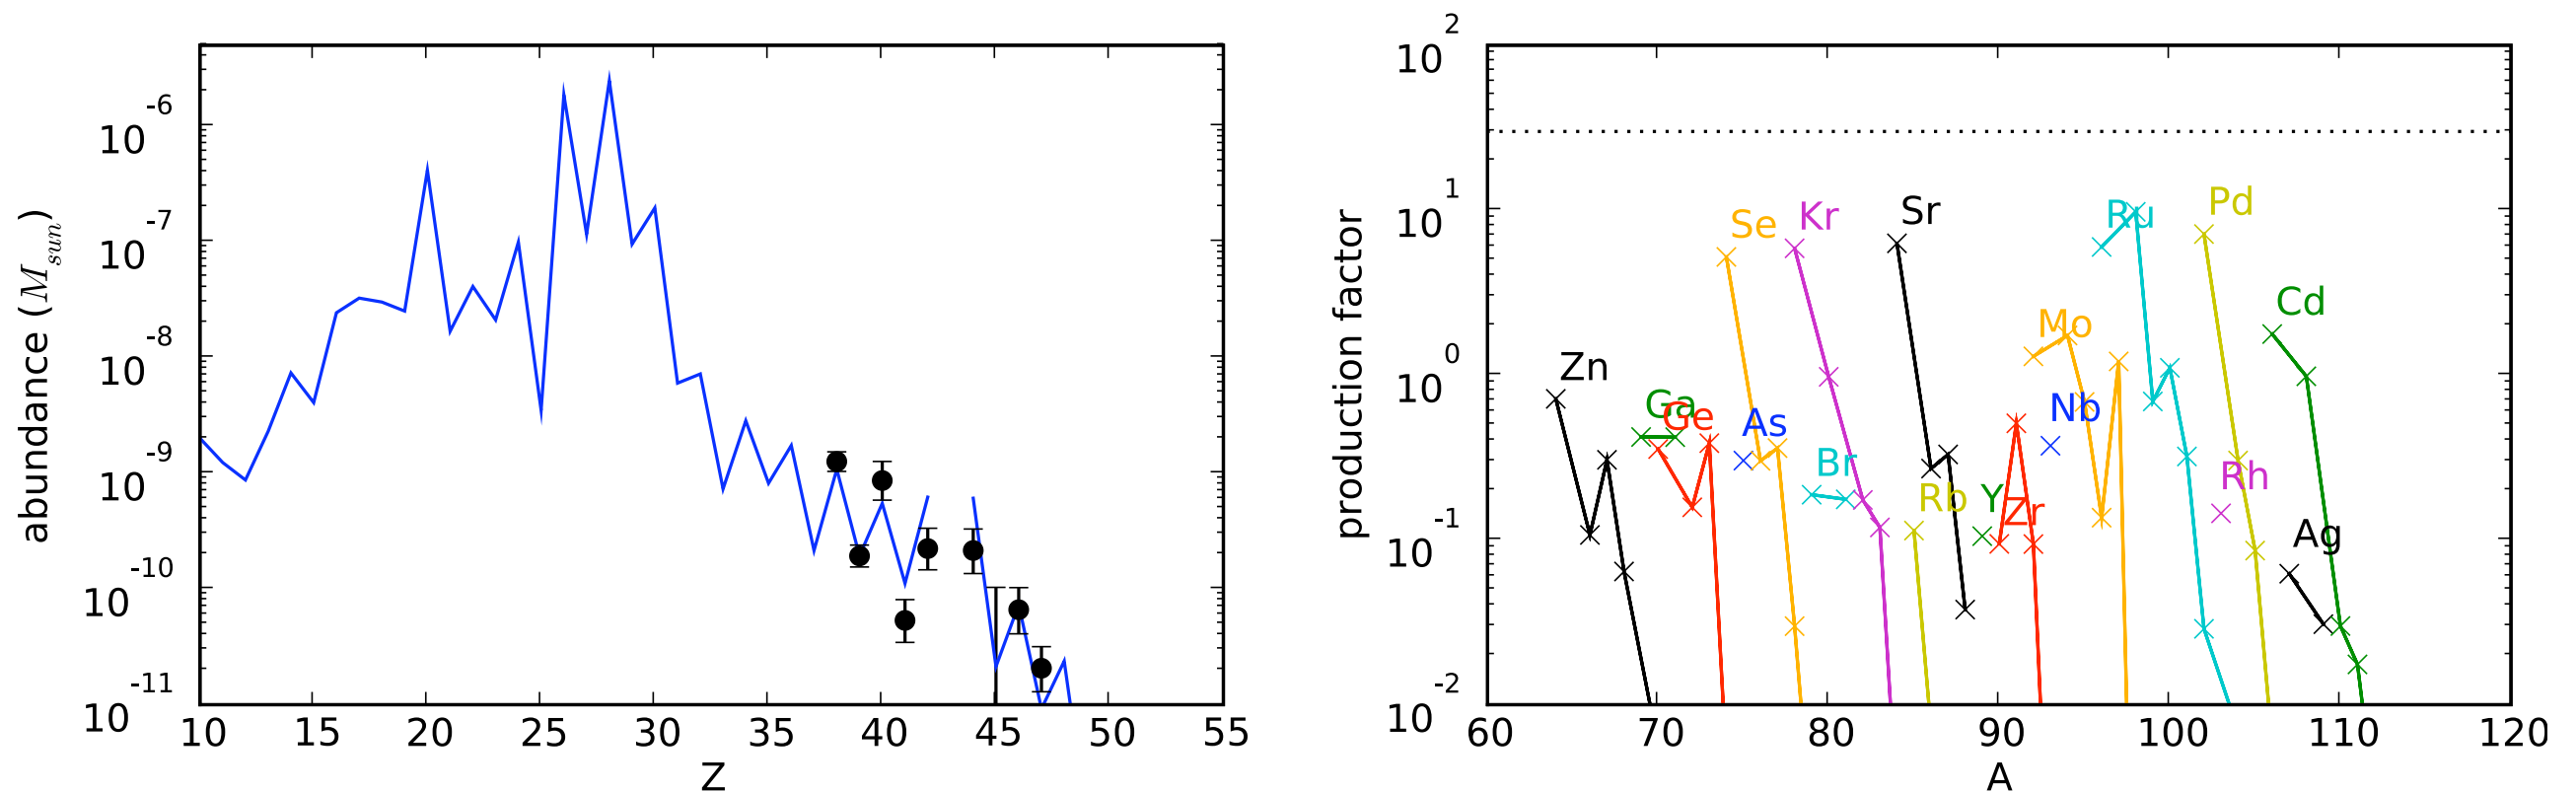 abundance (M_sun)
10^-6
10^-7
10^-8
10^-9
10^-10
10^-11
10 15 20 25 30 35 40 45 50 55
Z
production factor
10^2
10^1
10^0
10^-1
10^-2
Zn
Ga
Ge
Se
As
Kr
Br
Sr
Rb
Y
Zr
Mo
Nb
Ru
Rh
Pd
Ag
Cd
60 70 80 90 100 110 120
A